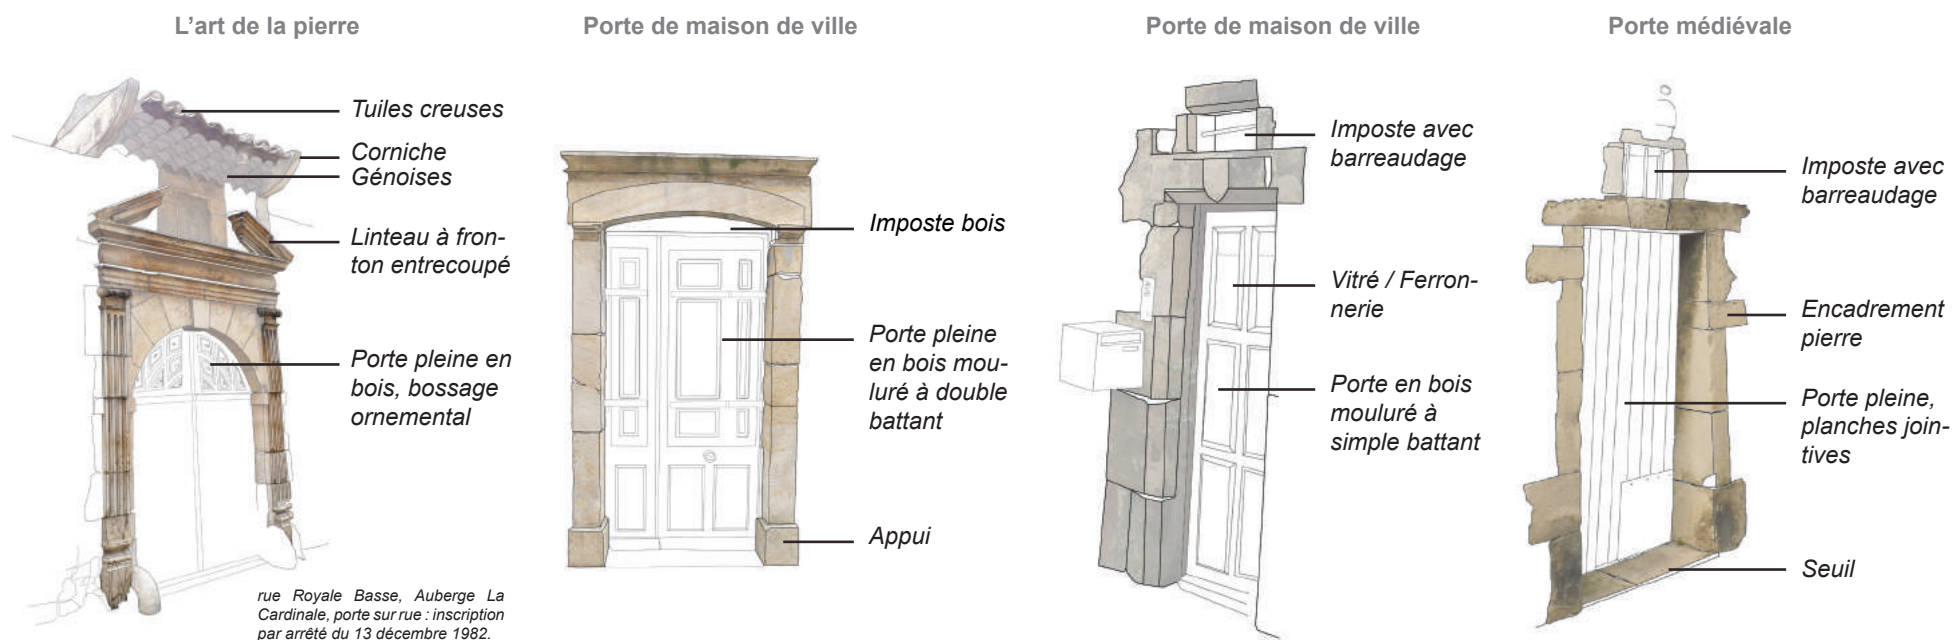 L'art de la pierre
Tuiles creuses
Corniche
Génoises
Linteau à fron-
ton entrecoupé
Porte pleine en
bois, bossage
ornemental
rue Royale Basse, Auberge La
Cardinale, porte sur rue : inscription
par arrêté du 13 décembre 1982.
Porte de maison de ville
Imposte bois
Porte pleine
en bois mou-
luré à double
battant
Appui
Porte de maison de ville
Imposte avec
barreaudage
Vitré / Ferron-
nerie
Porte en bois
mouluré à
simple battant
Porte médiévale
Imposte avec
barreaudage
Encadrement
pierre
Porte pleine,
planches join-
tives
Seuil